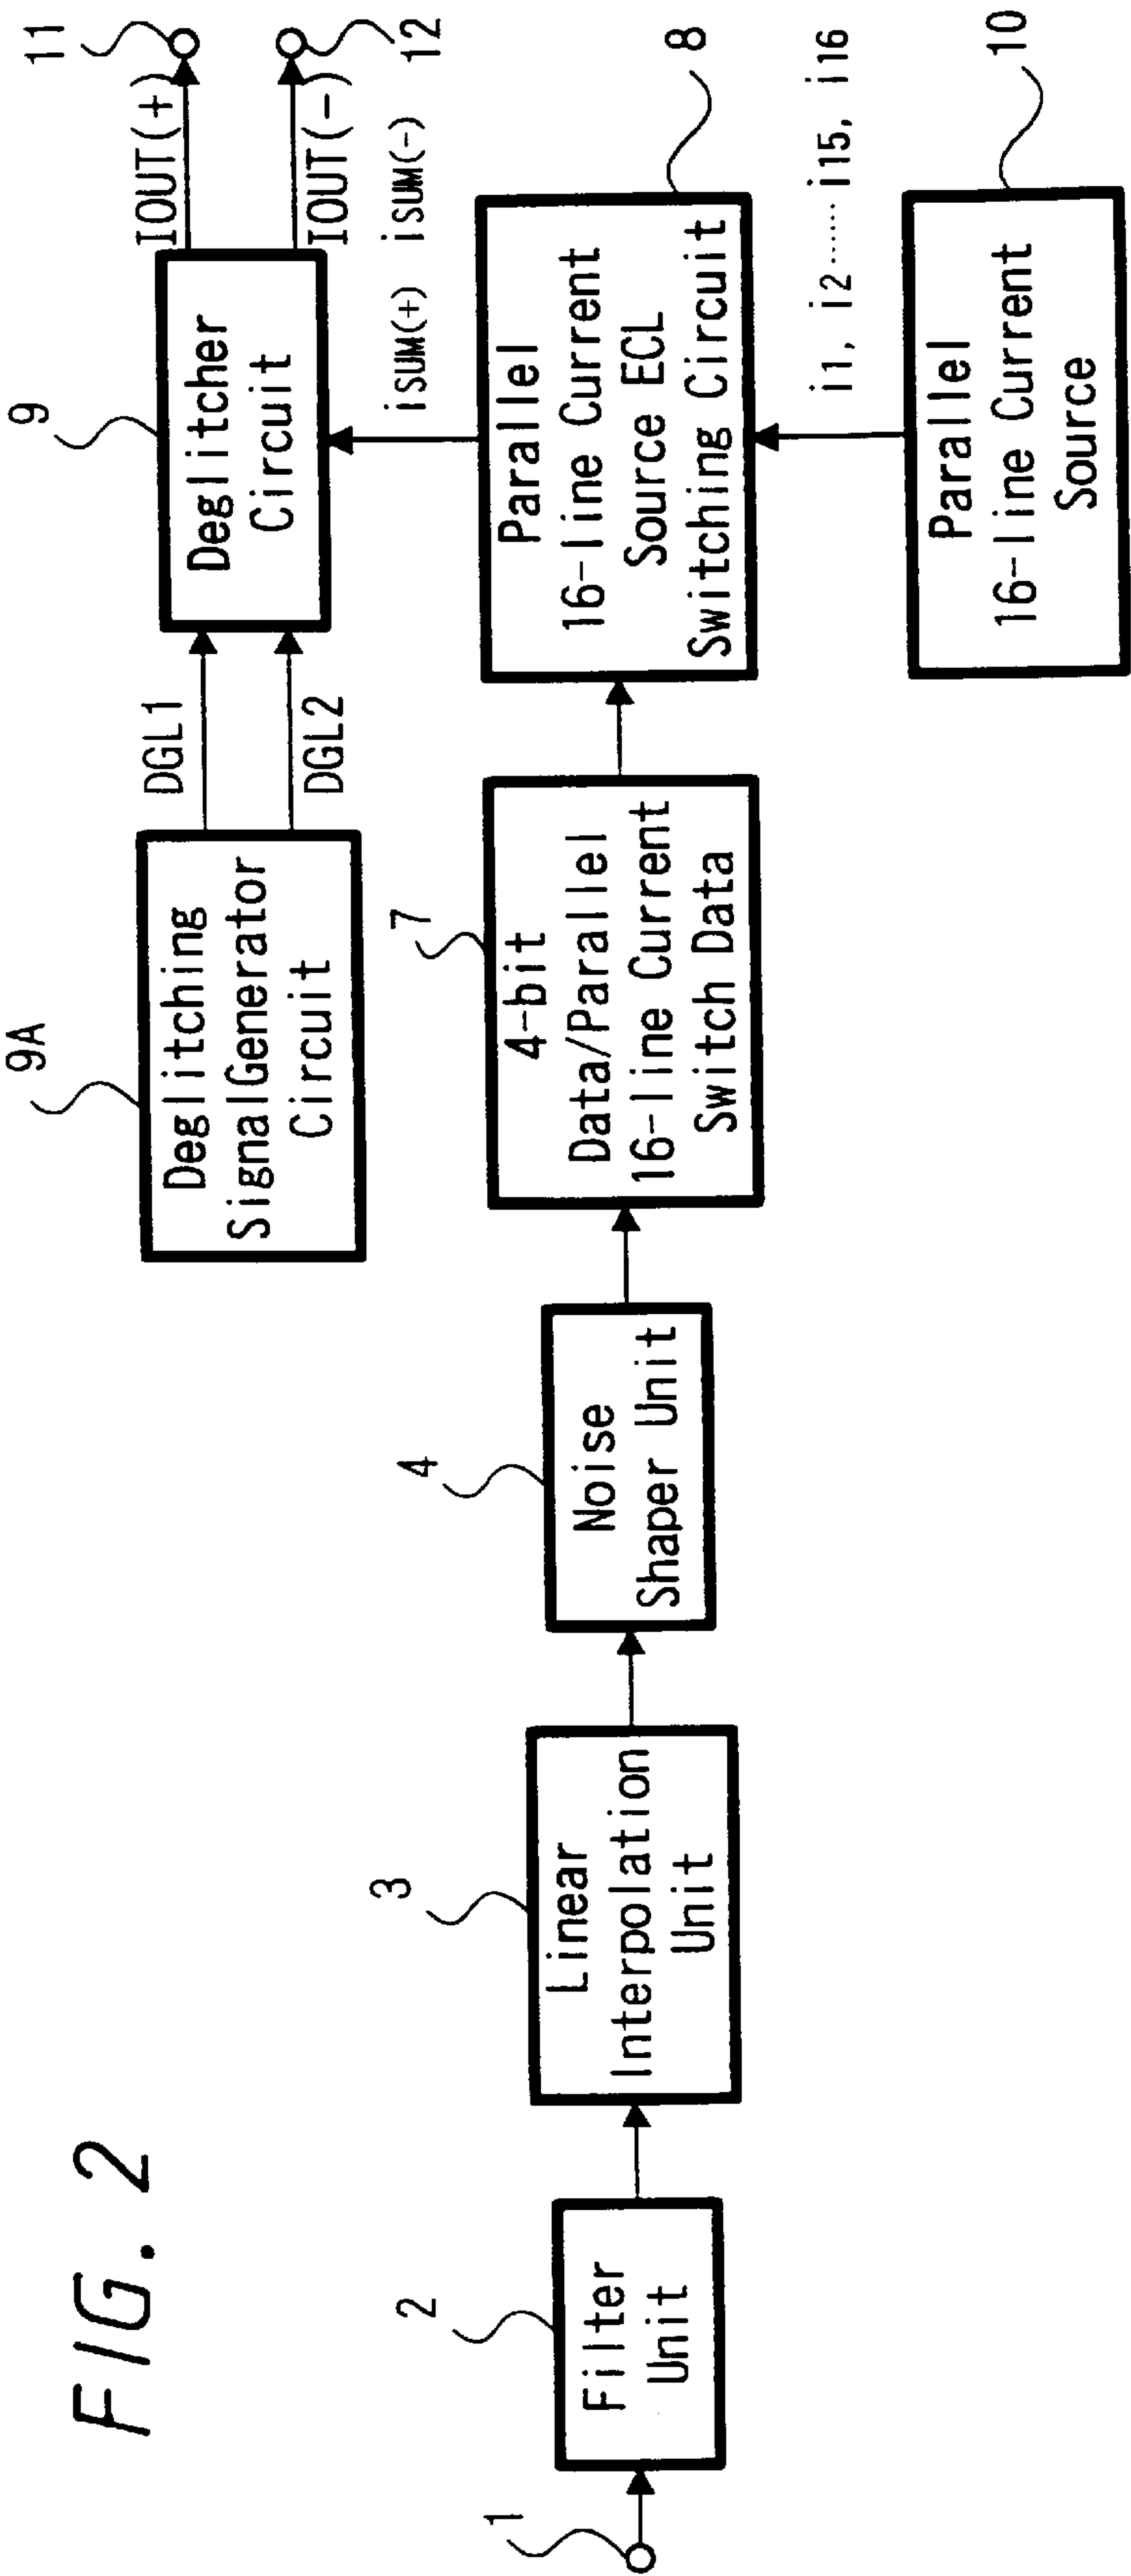 FIG. 2
1
2
Filter
Unit
3
Linear
Interpolation
Unit
4
Noise
Shaper Unit
7
4-bit
Data/Parallel
16-line Current
Switch Data
8
Parallel
16-line Current
Source ECL
Switching Circuit
10
Parallel
16-line Current
Source
i1, i2······i15, i16
iSUM(+) iSUM(-)
9A
Deglitching
SignalGenerator
Circuit
DGL1
DGL2
9
Deglitcher
Circuit
IOUT(+)
IOUT(-)
11
12